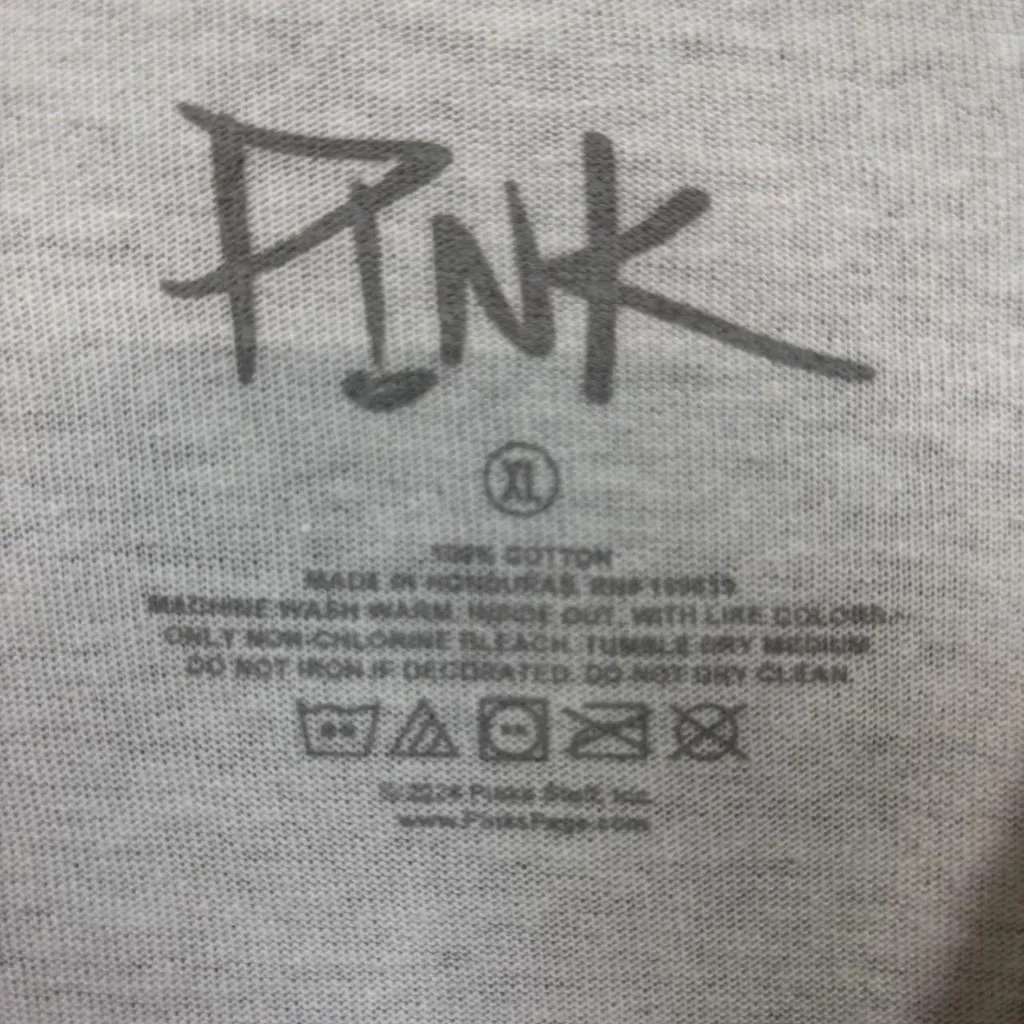 PINK
XL
100% COTTON
MADE IN HONDURAS, RN#
MACHINE WASH WARM, INSIDE OUT, WITH LIKE COLORS.
ONLY NON-CHLORINE BLEACH. TUMBLE DRY MEDIUM.
DO NOT IRON IF DECORATED. DO NOT DRY CLEAN.
Stuff, Inc.
www.PinksPage.com